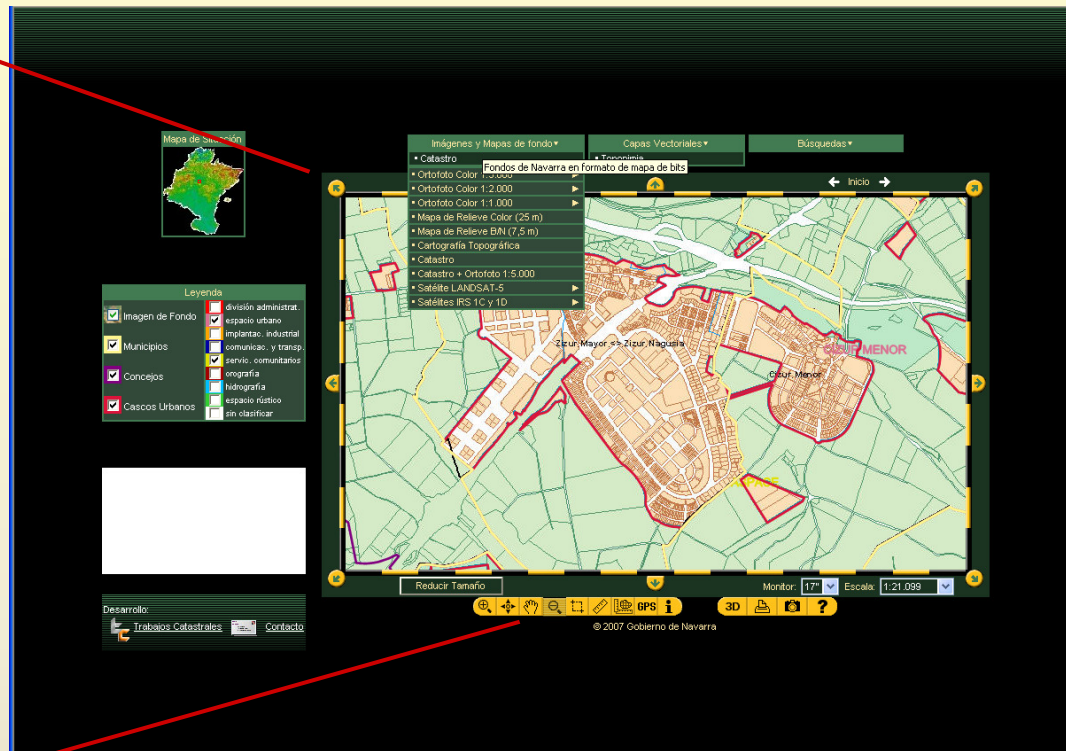 Mapa de Situación
Imágenes y Mapas de fondo
Capas Vectoriales
Búsquedas
Catastro
Fondos de Navarra en formato de mapa de bits
Toponimia
Ortofoto Color 1:5.000
Ortofoto Color 1:2.000
Ortofoto Color 1:1.000
Mapa de Relieve Color (25 m)
Mapa de Relieve B/N (7,5 m)
Cartografía Topográfica
Catastro
Catastro + Ortofoto 1:5.000
Satélite LANDSAT-5
Satélites IRS 1C y 1D
Inicio
Leyenda
Imagen de Fondo
Municipios
Concejos
Cascos Urbanos
división administrat.
espacio urbano
implantac. industrial
comunicac. y transp.
servic. comunitarios
orografía
hidrografía
espacio rústico
sin clasificar
Zizur Mayor <> Zizur Nagusia
CIZUR MENOR
Cizur Menor
Reducir Tamaño
Monitor: 17"
Escala: 1:21.099
GPS
3D
?
© 2007 Gobierno de Navarra
Desarrollo:
Trabajos Catastrales
Contacto